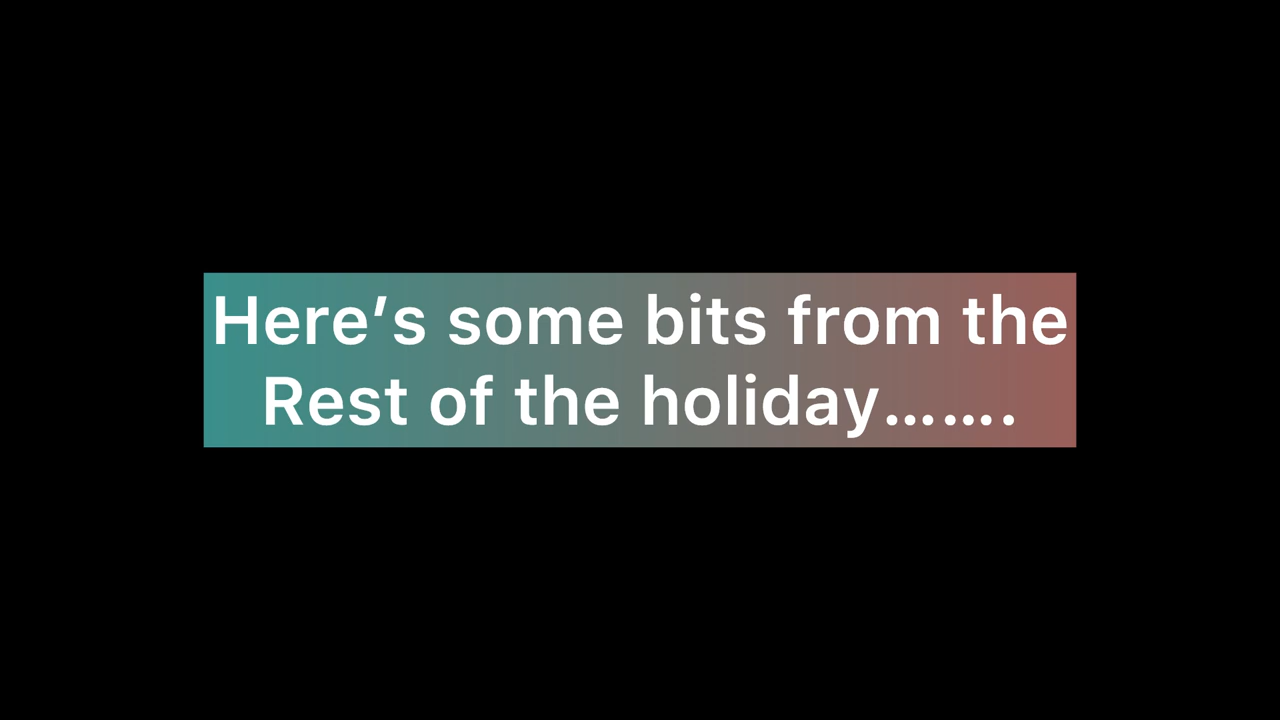 Here’s some bits from the
Rest of the holiday…….